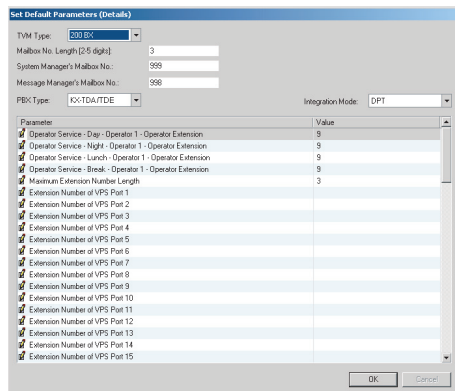 Set Default Parameters (Details)
TVM Type: 200 BX
Mailbox No. Length [2-5 digits]: 3
System Manager's Mailbox No.: 999
Message Manager's Mailbox No.: 998
PBX Type: KX-TDA/TDE Integration Mode: DPT
Parameter Value
Operator Service - Day - Operator 1 - Operator Extension 9
Operator Service - Night - Operator 1 - Operator Extension 9
Operator Service - Lunch - Operator 1 - Operator Extension 9
Operator Service - Break - Operator 1 - Operator Extension 9
Maximum Extension Number Length 3
Extension Number of VPS Port 1
Extension Number of VPS Port 2
Extension Number of VPS Port 3
Extension Number of VPS Port 4
Extension Number of VPS Port 5
Extension Number of VPS Port 6
Extension Number of VPS Port 7
Extension Number of VPS Port 8
Extension Number of VPS Port 9
Extension Number of VPS Port 10
Extension Number of VPS Port 11
Extension Number of VPS Port 12
Extension Number of VPS Port 13
Extension Number of VPS Port 14
Extension Number of VPS Port 15
OK Cancel